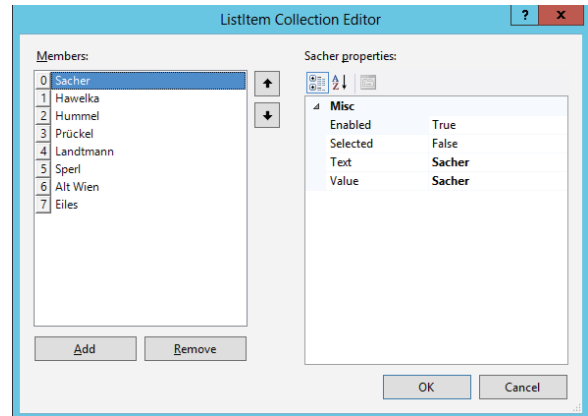 ListItem Collection Editor
? x
Members:
Sacher properties:
0 Sacher
1 Hawelka
2 Hummel
3 Prückel
4 Landtmann
5 Sperl
6 Alt Wien
7 Eiles
A Z
Misc
Enabled True
Selected False
Text Sacher
Value Sacher
Add Remove
OK Cancel